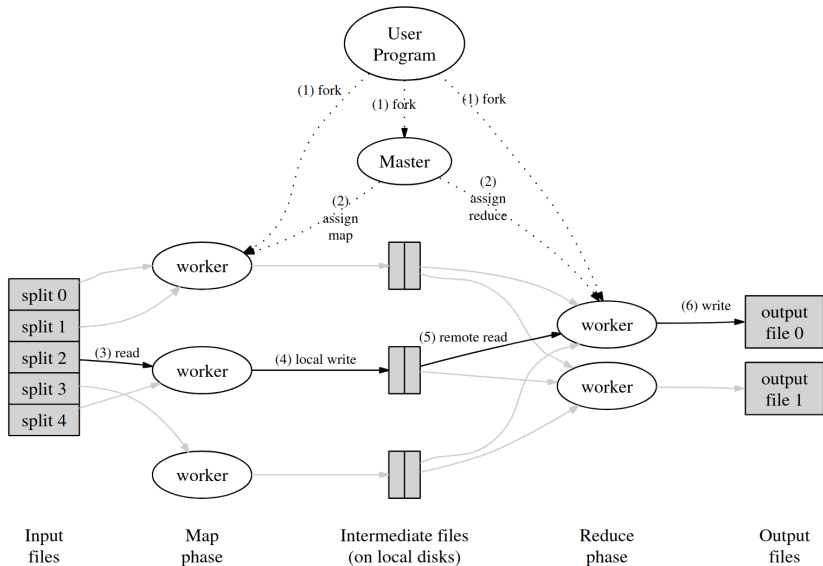 User
Program
(1) fork
(1) fork
(1) fork
Master
(2)
assign
map
(2)
assign
reduce
split 0
split 1
split 2
split 3
split 4
(3) read
worker
worker
worker
(4) local write
(5) remote read
worker
worker
(6) write
output
file 0
output
file 1
Input
files
Map
phase
Intermediate files
(on local disks)
Reduce
phase
Output
files